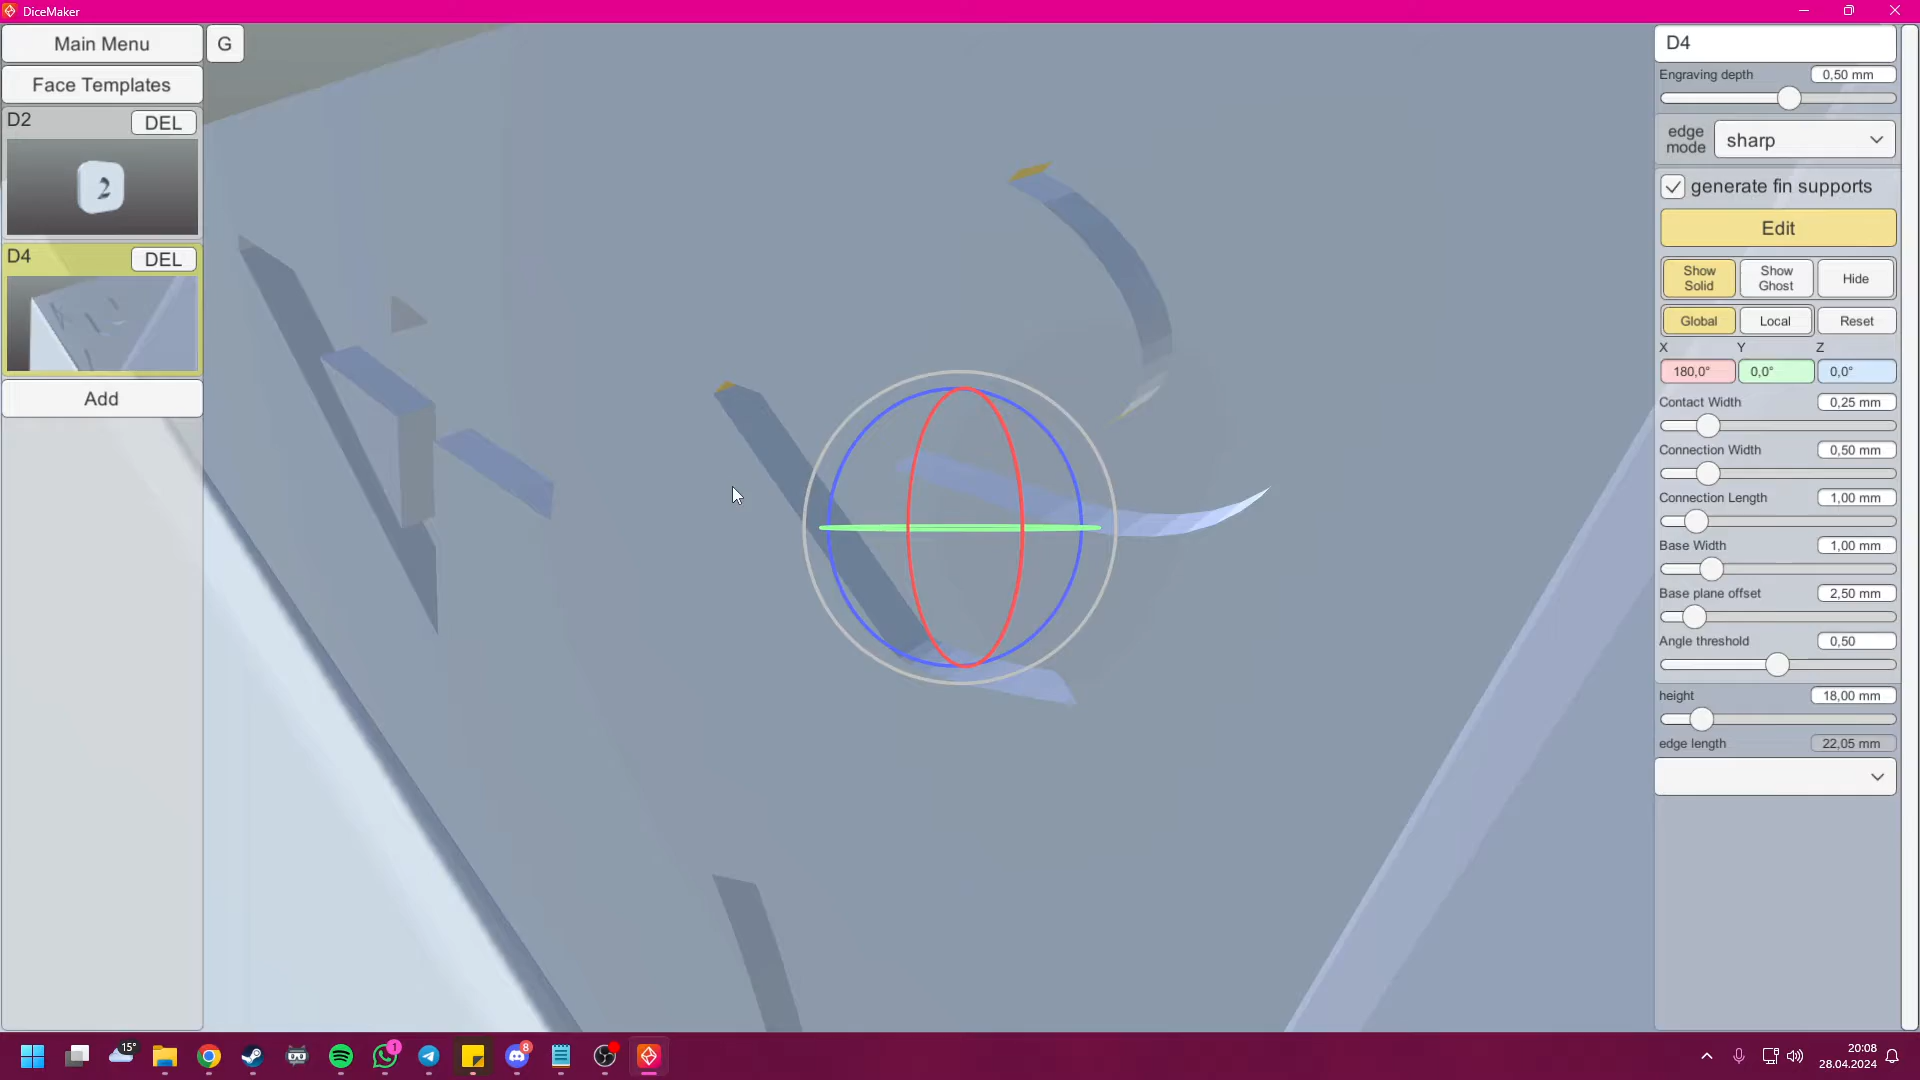 DiceMaker
Main Menu
G
Face Templates
D2
DEL
2
D4
DEL
Add
D4
Engraving depth
0,50 mm
edge mode
sharp
generate fin supports
Edit
Show Solid
Show Ghost
Hide
Global
Local
Reset
X
Y
Z
180,0°
0,0°
0,0°
Contact Width
0,25 mm
Connection Width
0,50 mm
Connection Length
1,00 mm
Base Width
1,00 mm
Base plane offset
2,50 mm
Angle threshold
0,50
height
18,00 mm
edge length
22,05 mm
15°
1
8
20:08
28.04.2024